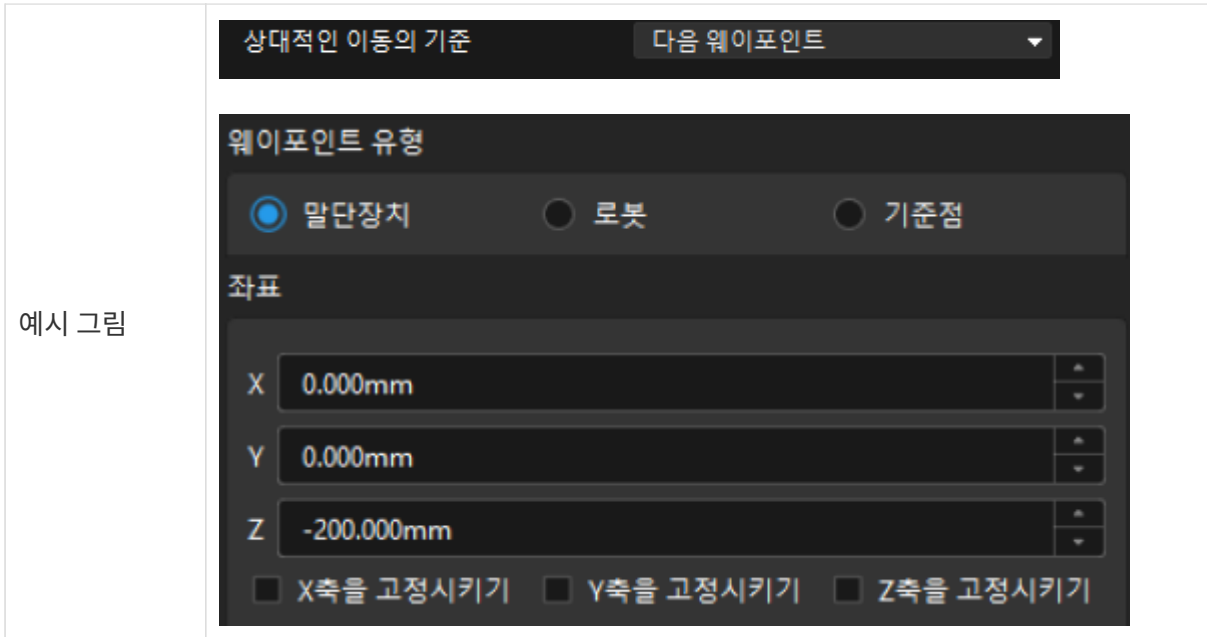 상대적인 이동의 기준 다음 웨이포인트
웨이포인트 유형
말단장치 로봇 기준점
좌표
예시 그림
X 0.000mm
Y 0.000mm
Z -200.000mm
X축을 고정시키기 Y축을 고정시키기 Z축을 고정시키기